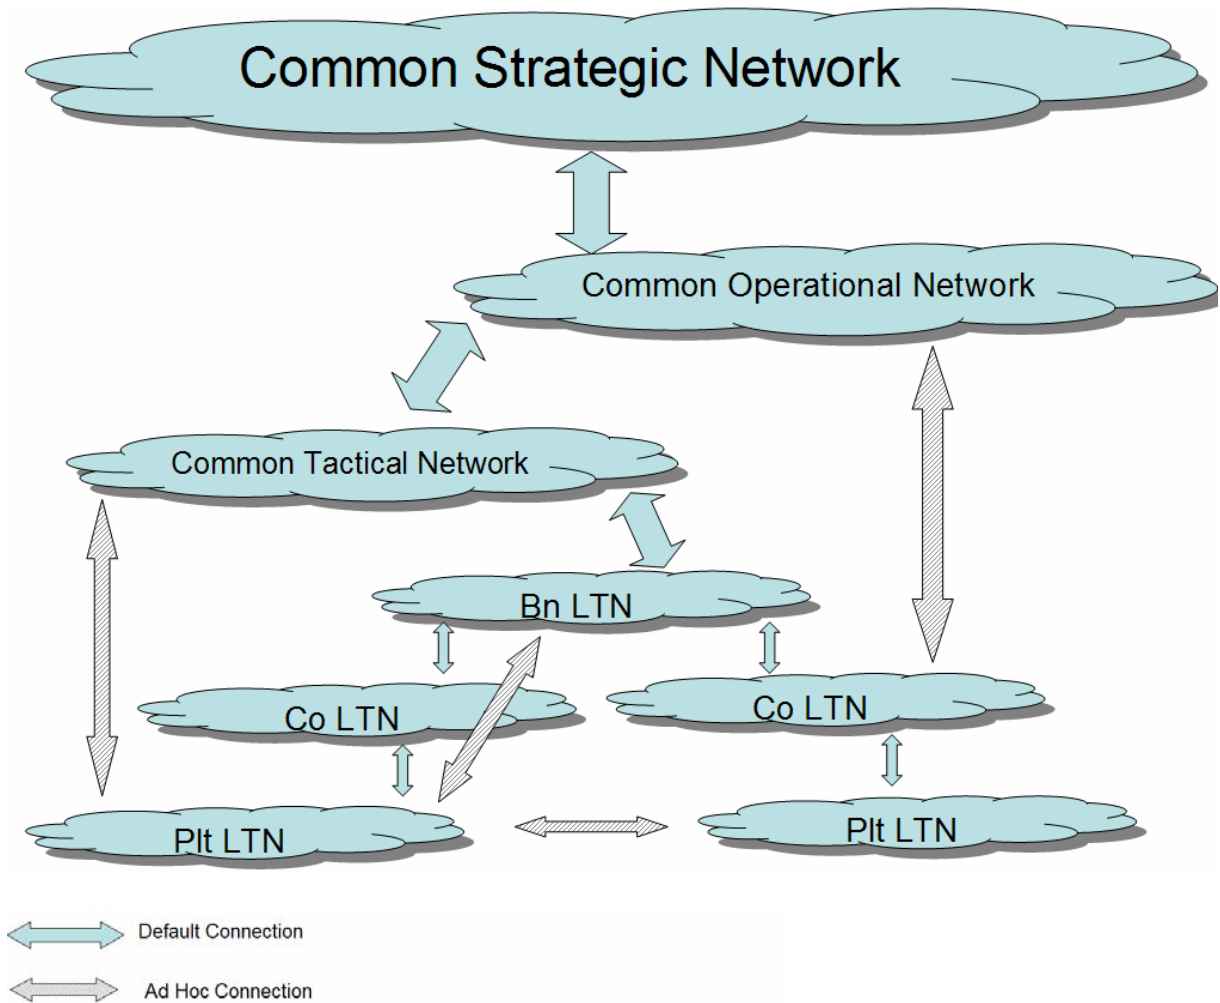 Common Strategic Network
Common Operational Network
Common Tactical Network
Bn LTN
Co LTN
Co LTN
Plt LTN
Plt LTN
Default Connection
Ad Hoc Connection